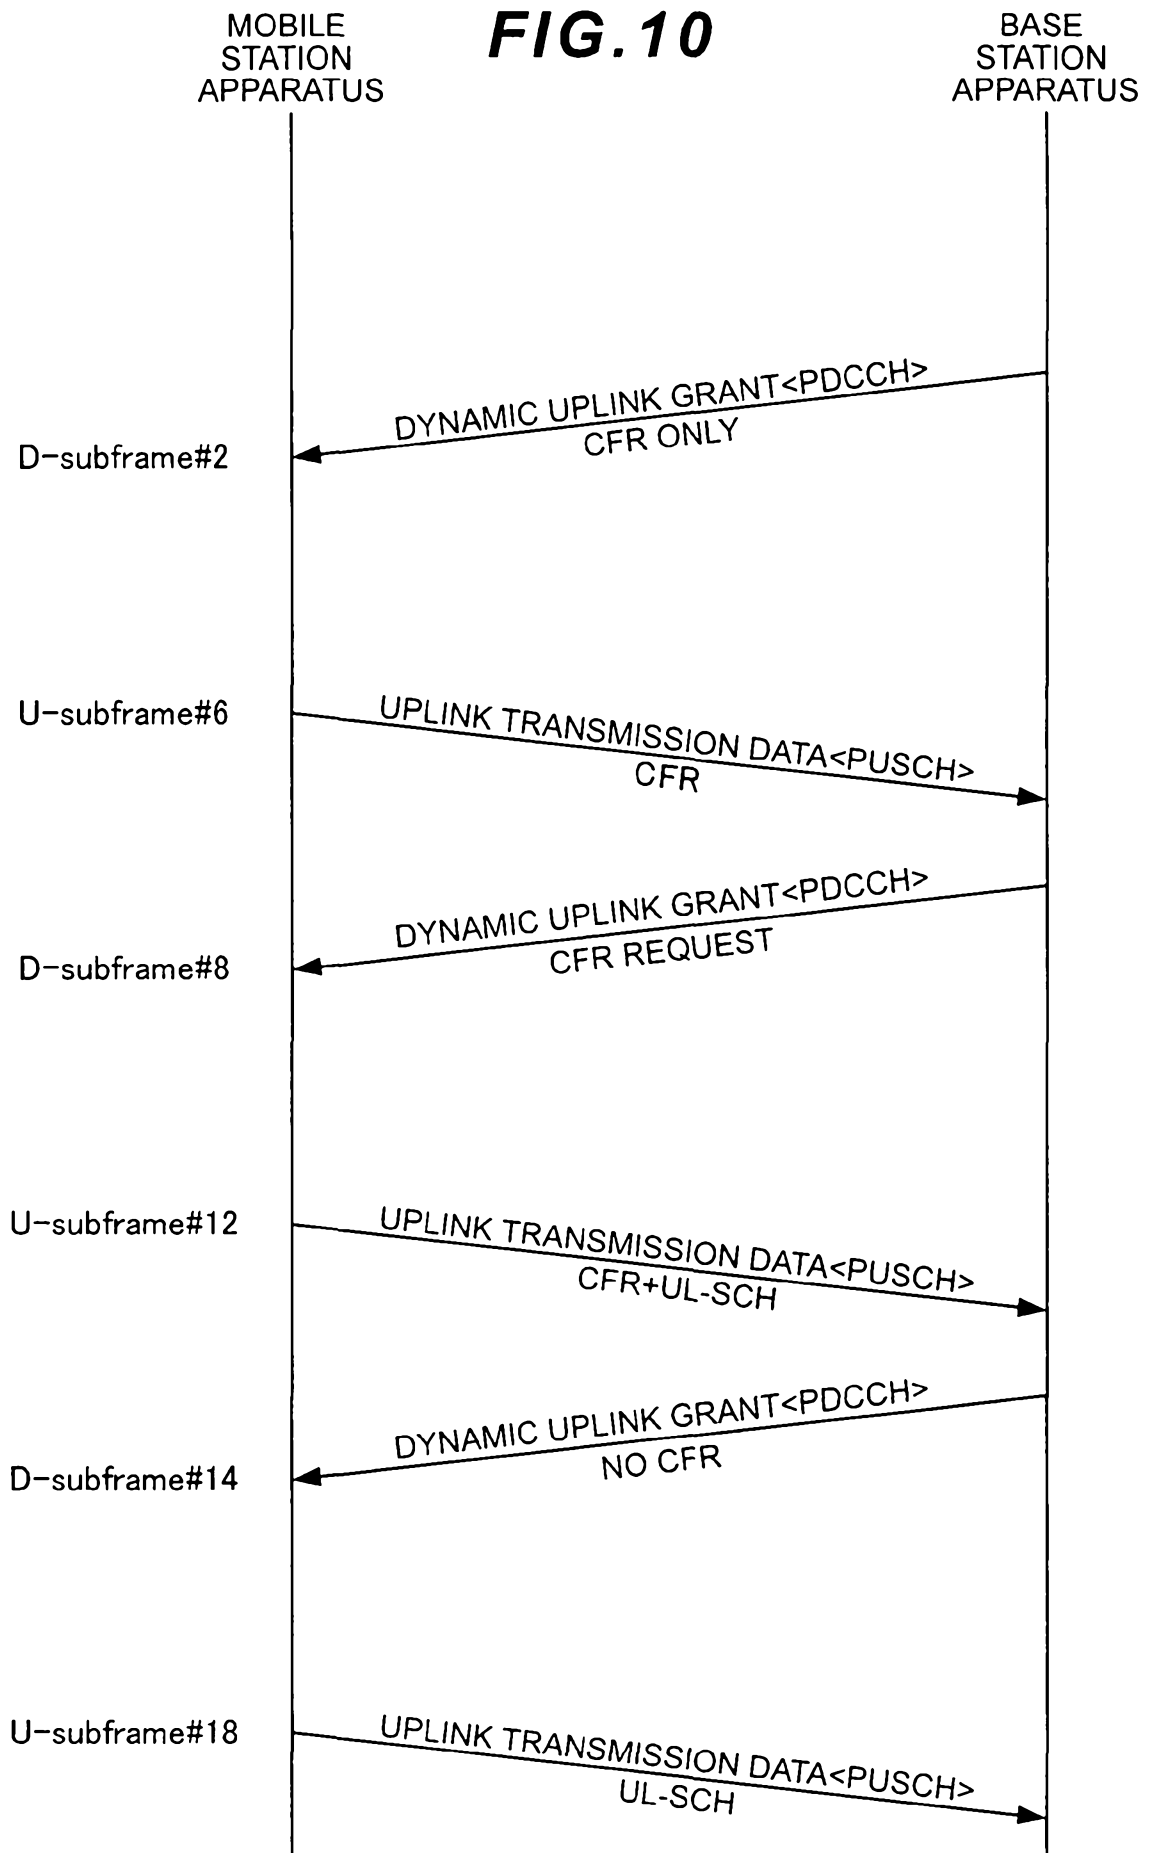 FIG.10
MOBILE
STATION
APPARATUS
BASE
STATION
APPARATUS
DYNAMIC UPLINK GRANT<PDCCH>
CFR ONLY
D-subframe#2
U-subframe#6
UPLINK TRANSMISSION DATA<PUSCH>
CFR
DYNAMIC UPLINK GRANT<PDCCH>
CFR REQUEST
D-subframe#8
U-subframe#12
UPLINK TRANSMISSION DATA<PUSCH>
CFR+UL-SCH
DYNAMIC UPLINK GRANT<PDCCH>
NO CFR
D-subframe#14
U-subframe#18
UPLINK TRANSMISSION DATA<PUSCH>
UL-SCH